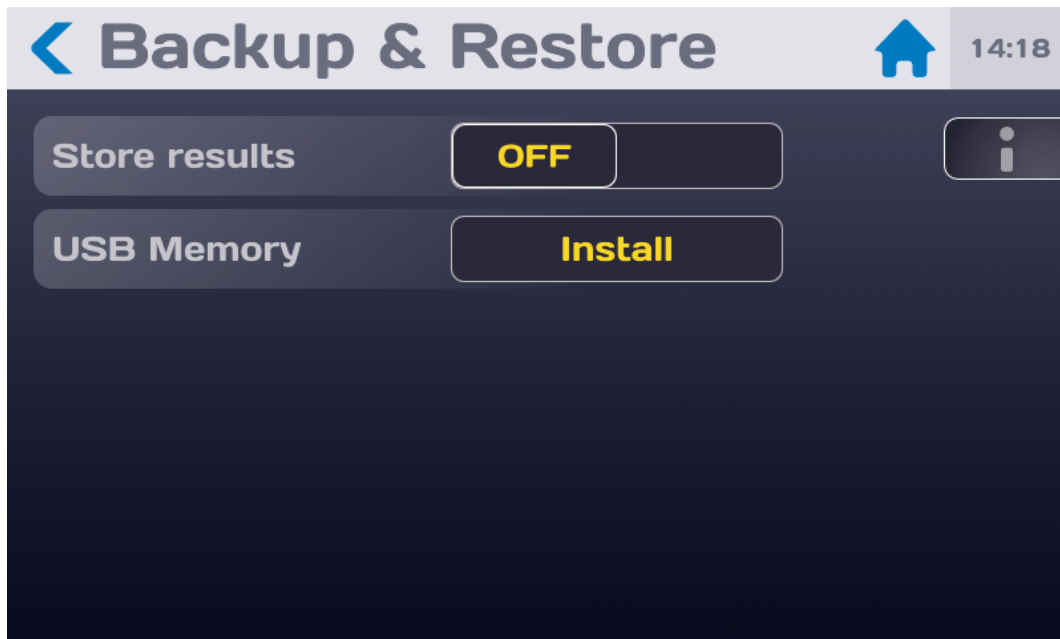 Backup & Restore
14:18
Store results
OFF
USB Memory
Install